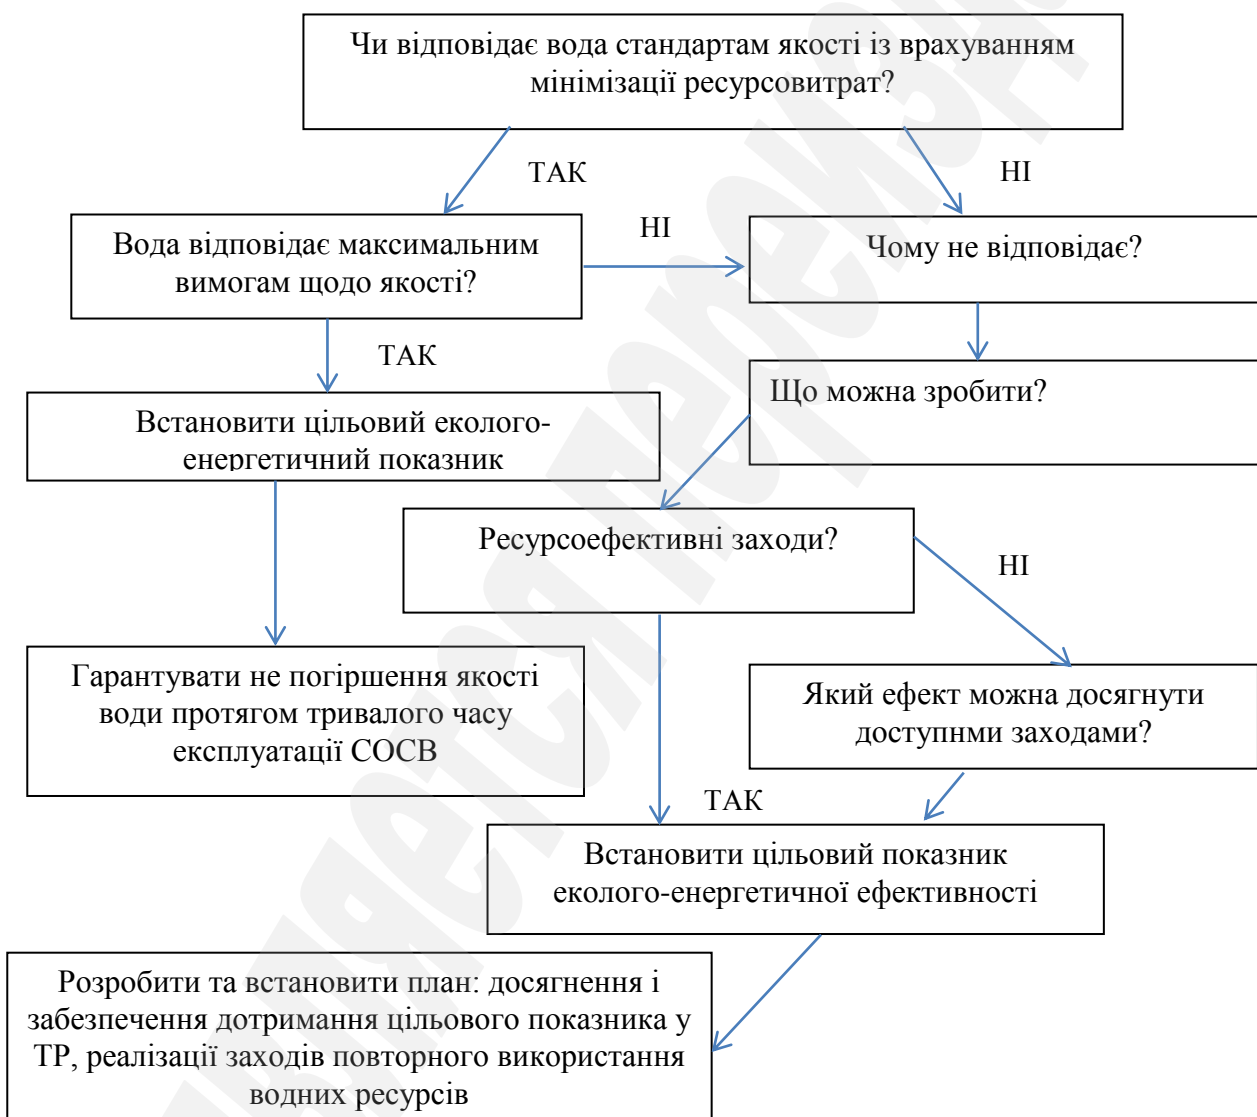 Чи відповідає вода стандартам якості із врахуванням
мінімізації ресурсовитрат?
ТАК
НІ
Вода відповідає максимальним
вимогам щодо якості?
НІ
Чому не відповідає?
ТАК
Що можна зробити?
Встановити цільовий еколого-
енергетичний показник
Ресурсоефективні заходи?
НІ
Гарантувати не погіршення якості
води протягом тривалого часу
експлуатації СОСВ
Який ефект можна досягнути
доступнми заходами?
ТАК
Встановити цільовий показник
еколого-енергетичної ефективності
Розробити та встановити план: досягнення і
забезпечення дотримання цільового показника у
ТР, реалізації заходів повторного використання
водних ресурсів